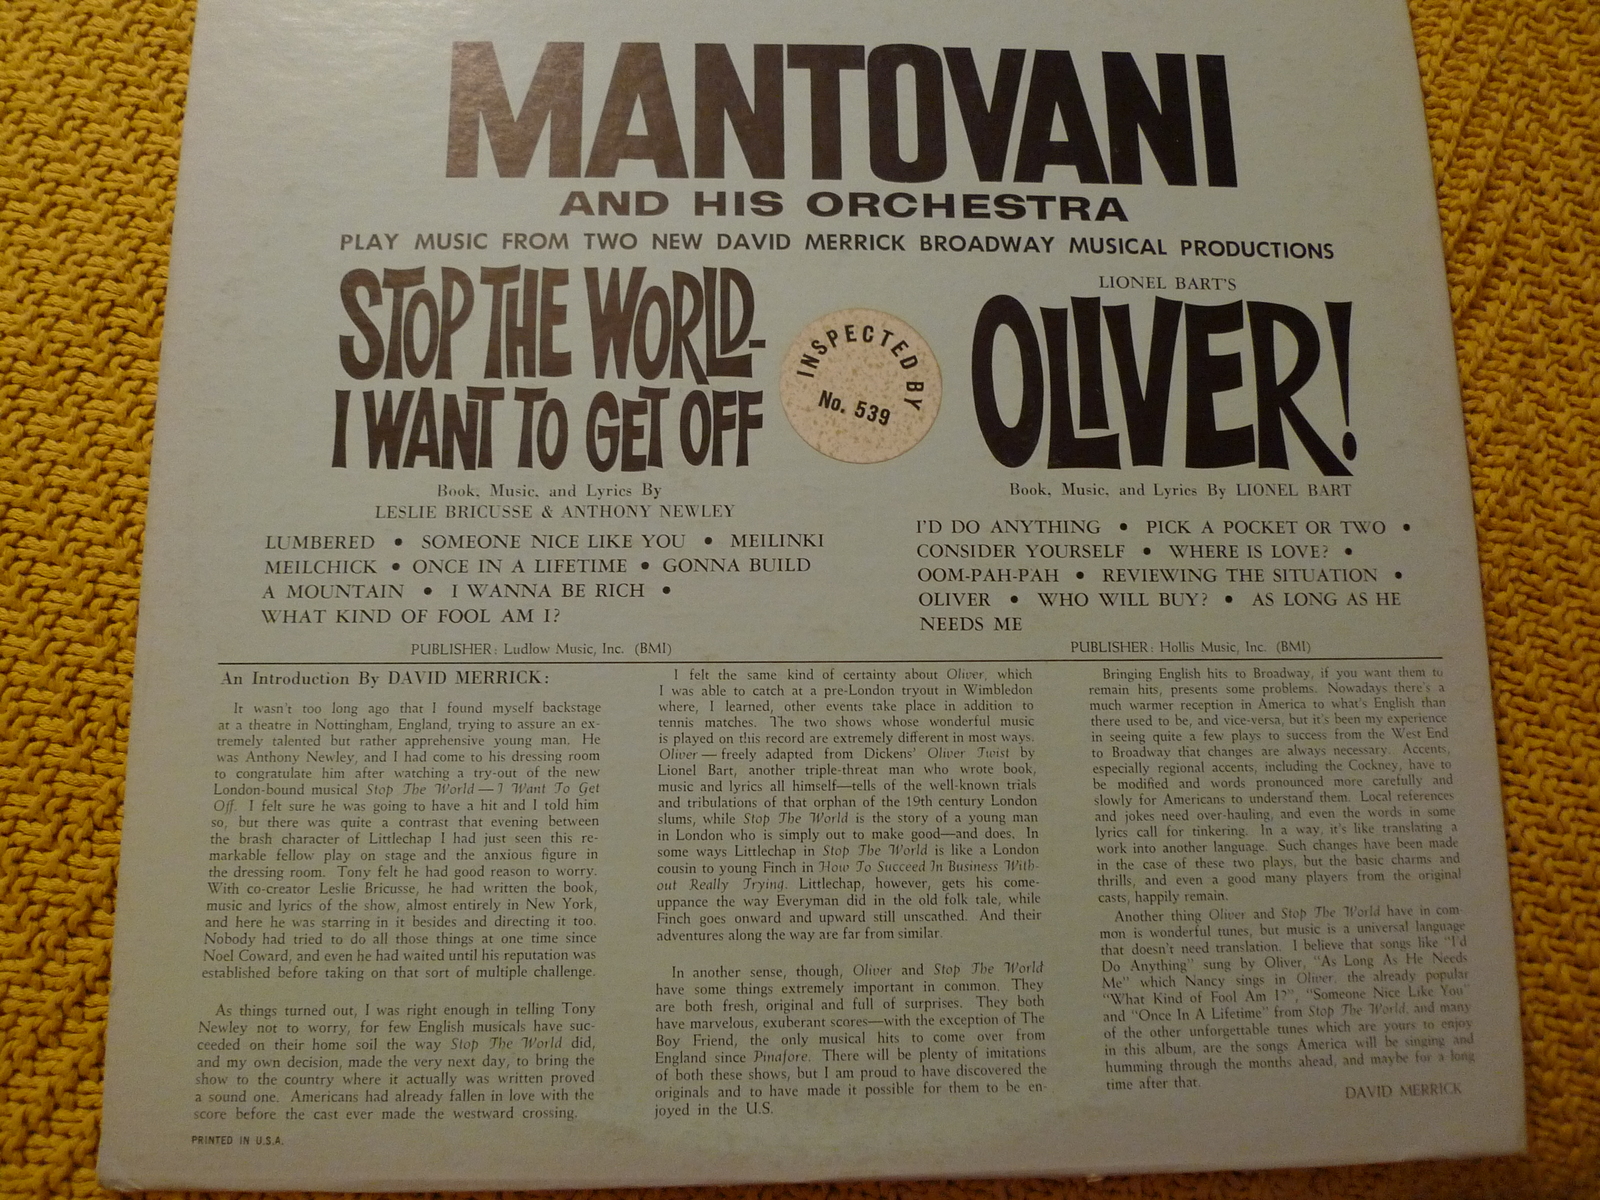 MANTOVANI
AND HIS ORCHESTRA
PLAY MUSIC FROM TWO NEW DAVID MERRICK BROADWAY MUSICAL PRODUCTIONS
STOP THE WORLD-
I WANT TO GET OFF
Book, Music, and Lyrics By
LESLIE BRICUSSE & ANTHONY NEWLEY
LUMBERED • SOMEONE NICE LIKE YOU • MEILINKI
MEILCHICK • ONCE IN A LIFETIME • GONNA BUILD
A MOUNTAIN • I WANNA BE RICH •
WHAT KIND OF FOOL AM I?
PUBLISHER: Ludlow Music, Inc. (BMI)
INSPECTED BY
No. 539
LIONEL BART'S
OLIVER!
Book, Music, and Lyrics By LIONEL BART
I'D DO ANYTHING • PICK A POCKET OR TWO •
CONSIDER YOURSELF • WHERE IS LOVE? •
OOM-PAH-PAH • REVIEWING THE SITUATION •
OLIVER • WHO WILL BUY? • AS LONG AS HE
NEEDS ME
PUBLISHER: Hollis Music, Inc. (BMI)
An Introduction By DAVID MERRICK:
It wasn't too long ago that I found myself backstage
at a theatre in Nottingham, England, trying to assure an ex-
tremely talented but rather apprehensive young man. He
was Anthony Newley, and I had come to his dressing room
to congratulate him after watching a try-out of the new
London-bound musical Stop The World—I Want To Get
Off. I felt sure he was going to have a hit and I told him
so, but there was quite a contrast that evening between
the brash character of Littlechap I had just seen this re-
markable fellow play on stage and the anxious figure in
the dressing room. Tony felt he had good reason to worry.
With co-creator Leslie Bricusse, he had written the book,
music and lyrics of the show, almost entirely in New York,
and here he was starring in it besides and directing it too.
Nobody had tried to do all those things at one time since
Noel Coward, and even he had waited until his reputation was
established before taking on that sort of multiple challenge.
As things turned out, I was right enough in telling Tony
Newley not to worry, for few English musicals have suc-
ceeded on their home soil the way Stop The World did,
and my own decision, made the very next day, to bring the
show to the country where it actually was written proved
a sound one. Americans had already fallen in love with the
score before the cast ever made the westward crossing.
PRINTED IN U.S.A.
I felt the same kind of certainty about Oliver, which
I was able to catch at a pre-London tryout in Wimbledon
where, I learned, other events take place in addition to
tennis matches. The two shows whose wonderful music
is played on this record are extremely different in most ways.
Oliver—freely adapted from Dickens' Oliver Twist by
Lionel Bart, another triple-threat man who wrote book,
music and lyrics all himself—tells of the well-known trials
and tribulations of that orphan of the 19th century London
slums, while Stop The World is the story of a young man
in London who is simply out to make good—and does. In
some ways Littlechap in Stop The World is like a London
cousin to young Finch in How To Succeed In Business With-
out Really Trying. Littlechap, however, gets his come-
uppance the way Everyman did in the old folk tale, while
Finch goes onward and upward still unscathed. And their
adventures along the way are far from similar.
In another sense, though, Oliver and Stop The World
have some things extremely important in common. They
are both fresh, original and full of surprises. They both
have marvelous, exuberant scores—with the exception of The
Boy Friend, the only musical hits to come over from
England since Pinafore. There will be plenty of imitations
of both these shows, but I am proud to have discovered the
originals and to have made it possible for them to be en-
joyed in the U.S.
Bringing English hits to Broadway, if you want them to
remain hits, presents some problems. Nowadays there's a
much warmer reception in America to what's English than
there used to be, and vice-versa, but it's been my experience
in seeing quite a few plays to success from the West End
to Broadway that changes are always necessary. Accents,
especially regional accents, including the Cockney, have to
be modified and words pronounced more carefully and
slowly for Americans to understand them. Local references
and jokes need over-hauling, and even the words in some
lyrics call for tinkering. In a way, it's like translating a
work into another language. Such changes have been made
in the case of these two plays, but the basic charms and
thrills, and even a good many players from the original
casts, happily remain.
Another thing Oliver and Stop The World have in com-
mon is wonderful tunes, but music is a universal language
that doesn't need translation. I believe that songs like "I'd
Do Anything" sung by Oliver, "As Long As He Needs
Me" which Nancy sings in Oliver, the already popular
"What Kind of Fool Am I?", "Someone Nice Like You"
and "Once In A Lifetime" from Stop The World, and many
of the other unforgettable tunes which are yours to enjoy
in this album, are the songs America will be singing and
humming through the months ahead, and maybe for a long
time after that.
DAVID MERRICK